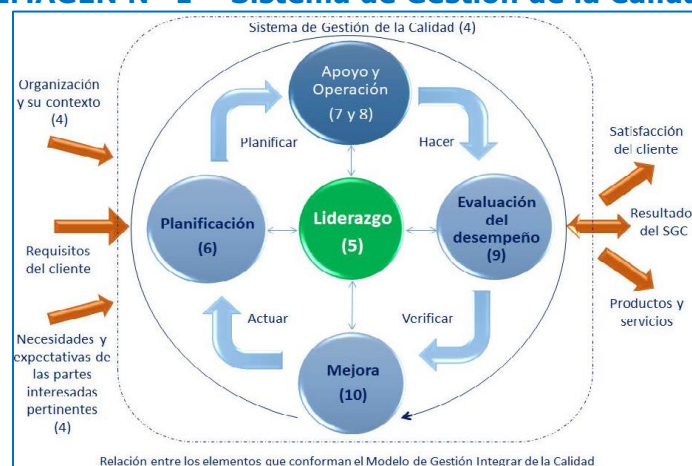 Sistema de Gestión de la Calidad (4)
Organización
y su contexto
(4)
Requisitos
del cliente
Necesidades y
expectativas de
las partes
interesadas
pertinentes
(4)
Apoyo y
Operación
(7 y 8)
Planificar
Hacer
Planificación
(6)
Liderazgo
(5)
Evaluación
del
desempeño
(9)
Actuar
Verificar
Mejora
(10)
Satisfacción
del cliente
Resultado
del SGC
Productos y
servicios
Relación entre los elementos que conforman el Modelo de Gestión Integrar de la Calidad